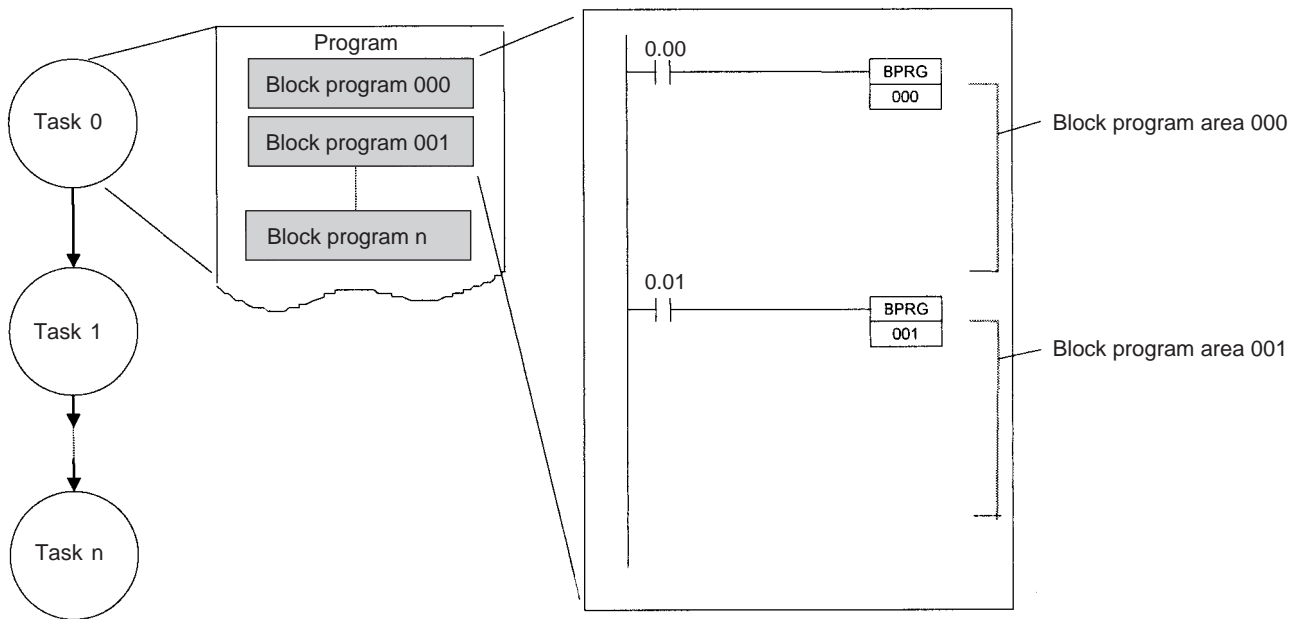 Program
Block program 000
Block program 001
Block program n
Task 0
Task 1
Task n
0.00
BPRG
000
Block program area 000
0.01
BPRG
001
Block program area 001